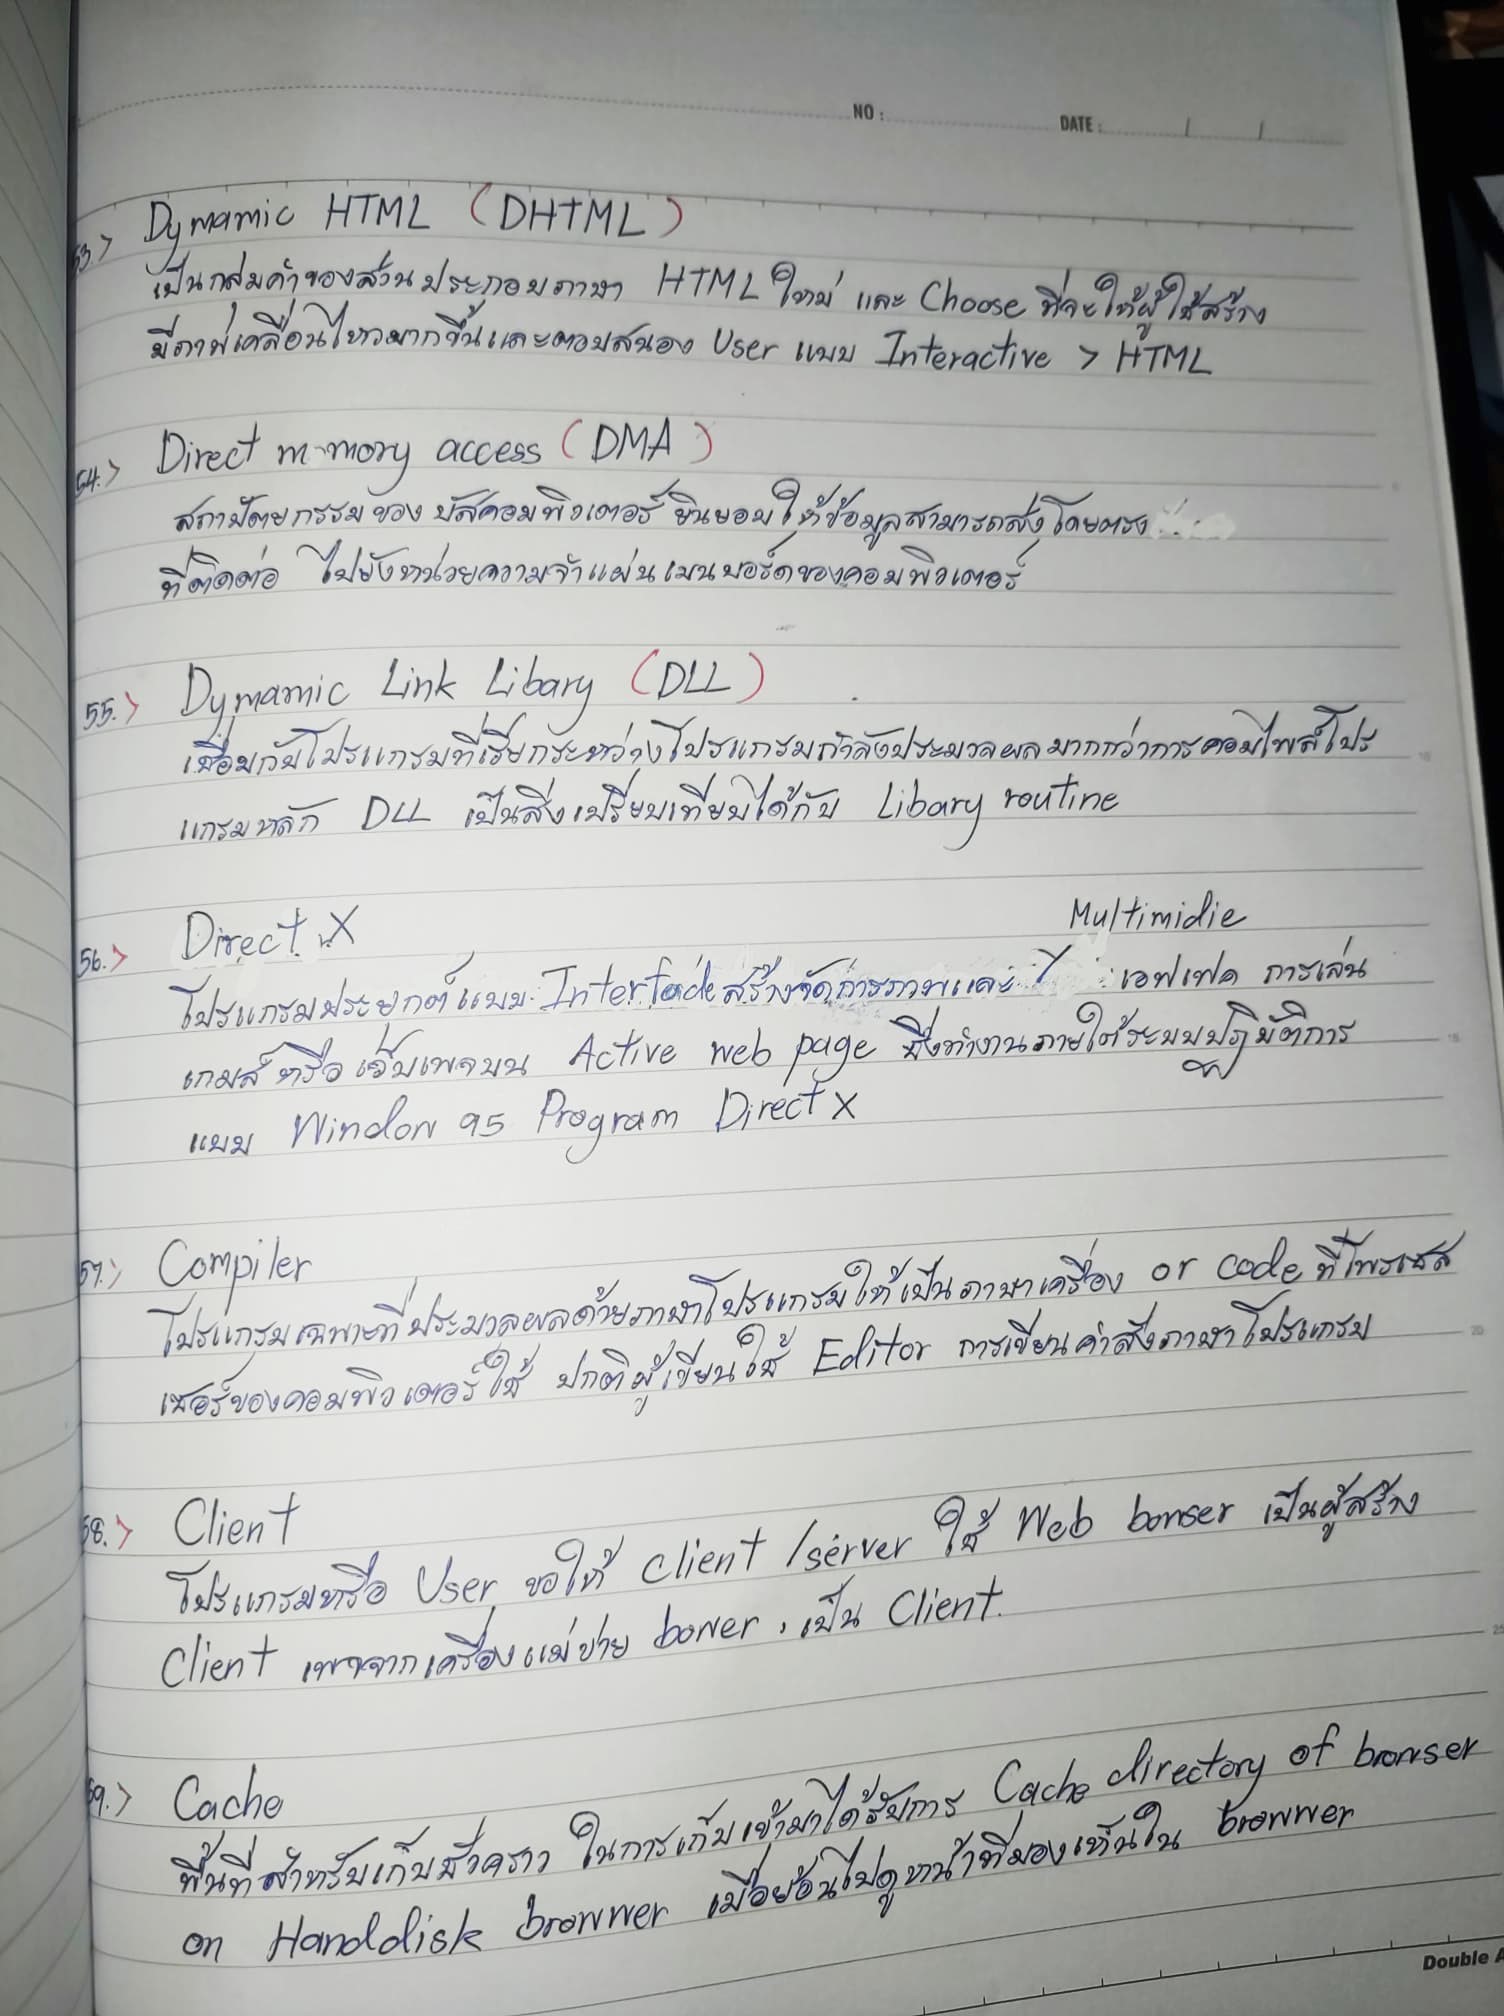 NO :
DATE : / /
53.> Dymamic HTML (DHTML)
เป็นกลุ่มคำของส่วนประกอบภาษา HTML ใหม่ และ Choose ที่จะให้ผู้ใช้สร้าง
มีภาพเคลื่อนไหวมากขึ้นและตอบสนอง User แบบ Interactive > HTML
54.> Direct memory access (DMA)
สถาปัตยกรรมของ บัสคอมพิวเตอร์ ยินยอมให้ข้อมูลสามารถส่งโดยตรง
ที่ติดต่อ ไปยังหน่วยความจำแผ่นเมนบอร์ดของคอมพิวเตอร์
55.> Dymamic Link Libary (DLL)
เชื่อมกับโปรแกรมที่เรียกระหว่างโปรแกรมกำลังประมวลผลมากกว่าการคอมไพล์โปร
แกรมหลัก DLL เป็นสิ่งเปรียบเทียบได้กับ Libary routine
56.> Direct X
Multimidie
โปรแกรมประยุกต์แบบ Interfade สร้างจัดการภาพและ เอฟเฟค การเล่น
เกมส์ หรือ เว็บเพจบน Active web page ซึ่งทำงานภายใต้ระบบปฏิบัติการ
แบบ Window 95 Program Direct X
57.> Compiler
โปรแกรมเฉพาะที่ประมวลผลด้วยภาษาโปรแกรมให้เป็นภาษาเครื่อง or code ที่โพรเซส
เซอร์ของคอมพิวเตอร์ใช้ ปกติผู้เขียนใช้ Editor การเขียนคำสั่งภาษาโปรแกรม
58.> Client
โปรแกรมหรือ User ขอให้ client /server ใช้ Web bowser เป็นผู้สร้าง
Client เพจจากเครื่องแม่ข่าย bower เป็น Client.
59.> Cache
พื้นที่สำหรับเก็บชั่วคราว ในการเก็บเข้ามาได้รับการ Cache directory of browser
on Handdisk browwer เมื่อย้อนไปดูหน้าที่มองเห็นใน browwer
Double A